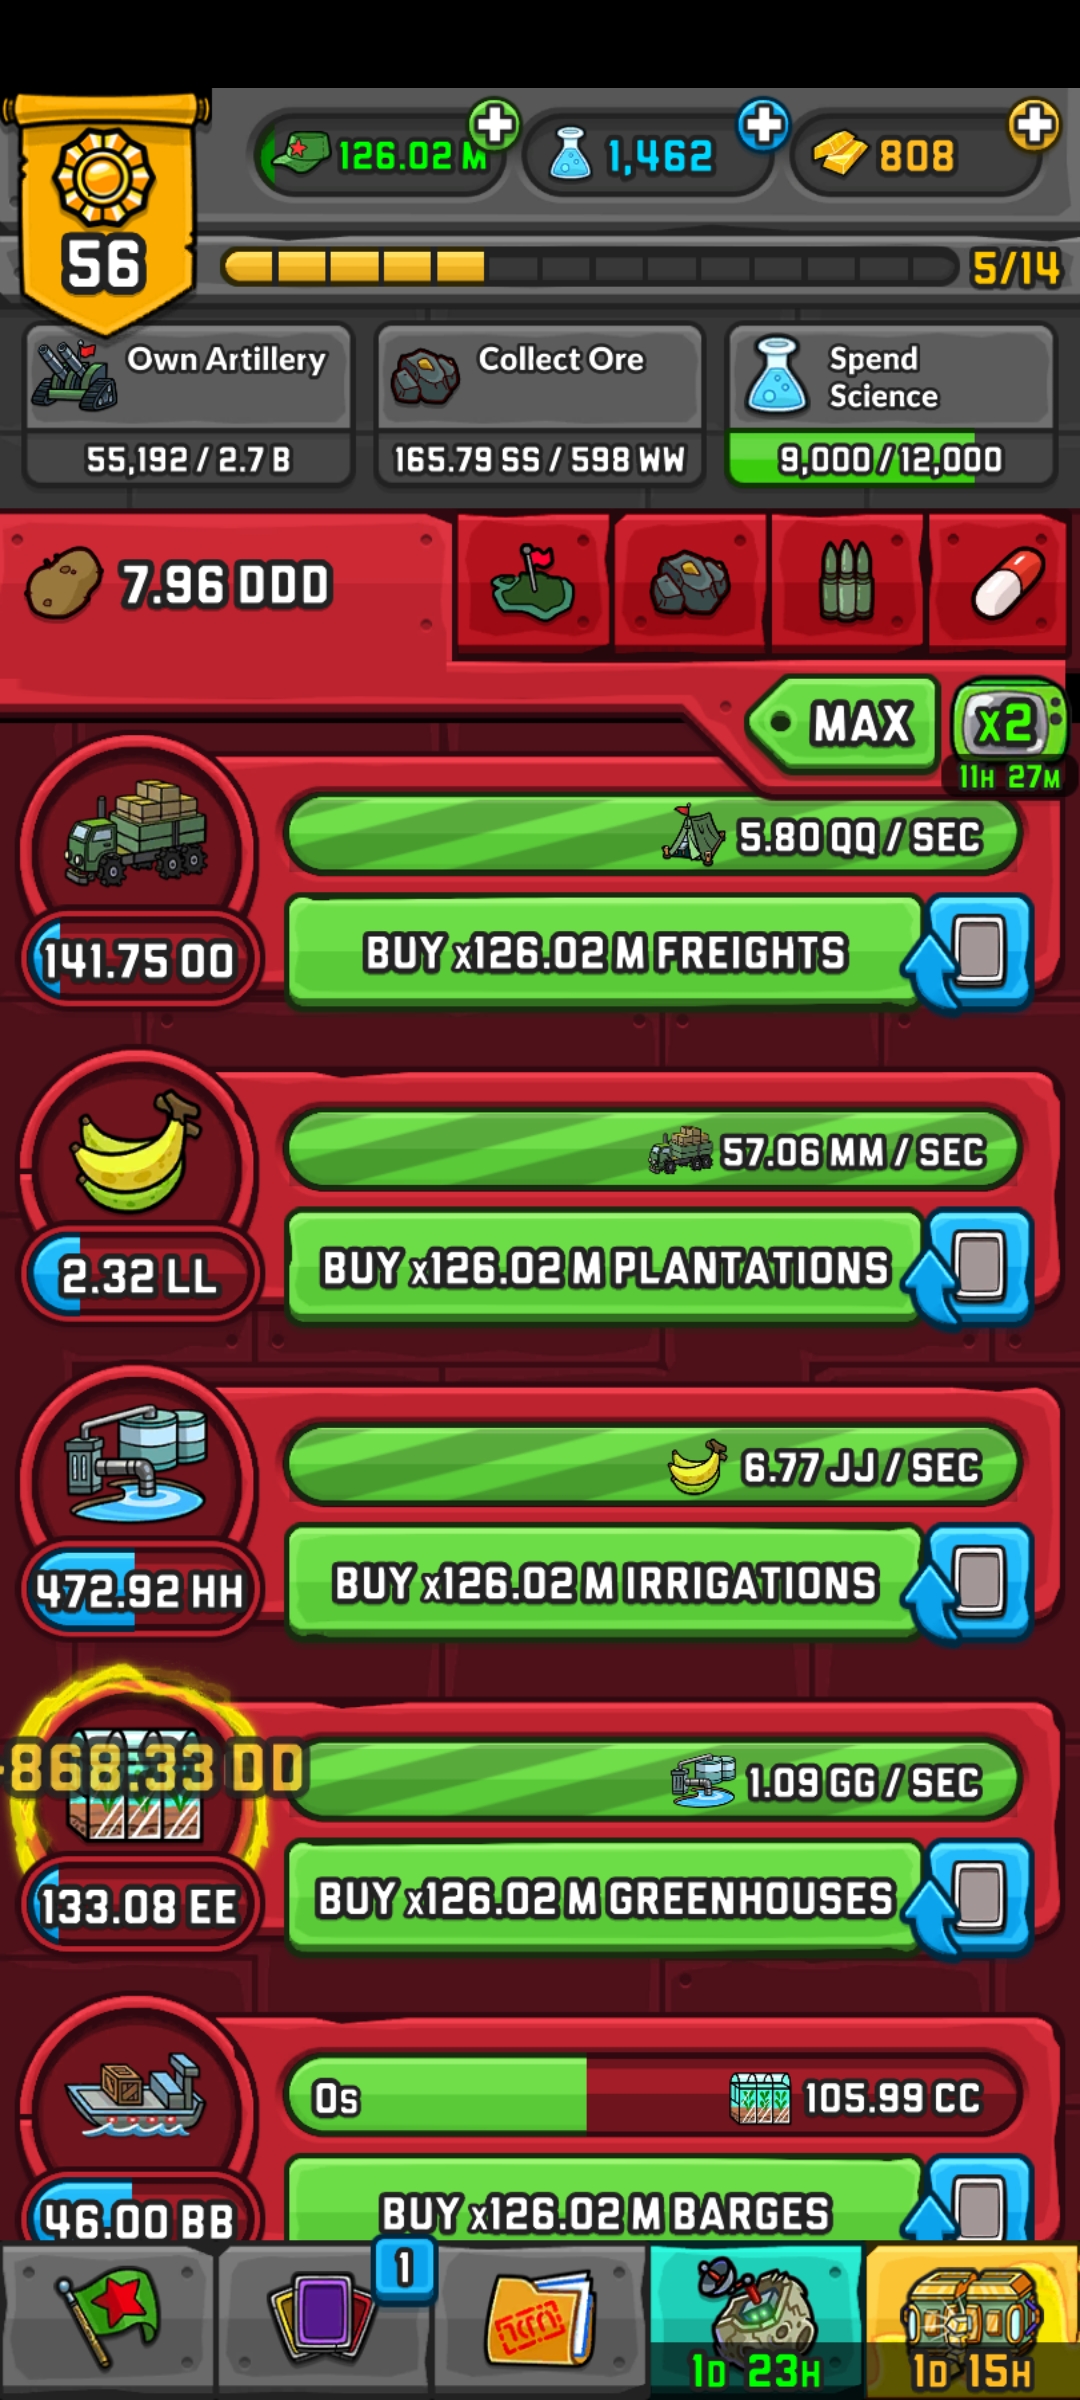 126.02 M
1,462
808
56
5/14
Own Artillery
55,192 / 2.7 B
Collect Ore
165.79 SS / 598 WW
Spend
Science
9,000 / 12,000
7.96 DDD
MAX
x2
11H 27M
5.80 QQ / SEC
141.75 OO
BUY x126.02 M FREIGHTS
57.06 MM / SEC
2.32 LL
BUY x126.02 M PLANTATIONS
6.77 JJ / SEC
472.92 HH
BUY x126.02 M IRRIGATIONS
868.33 DD
1.09 GG / SEC
133.08 EE
BUY x126.02 M GREENHOUSES
0s
105.99 CC
46.00 BB
BUY x126.02 M BARGES
1
1D 23H
1D 15H